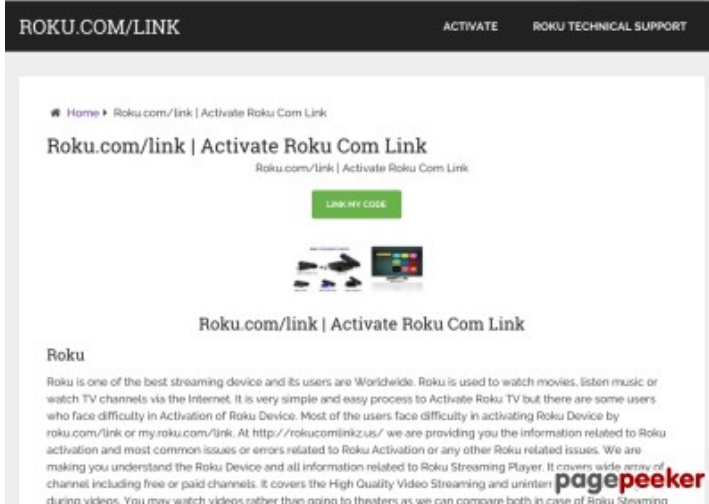 ROKU.COM/LINK
ACTIVATE ROKU TECHNICAL SUPPORT
Home Roku.com/link | Activate Roku Com Link
Roku.com/link | Activate Roku Com Link
Roku.com/link | Activate Roku Com Link
LINK MY CODE
Roku.com/link | Activate Roku Com Link
Roku
Roku is one of the best streaming device and its users are Worldwide. Roku is used to watch movies, listen music or
watch TV channels via the Internet. It is very simple and easy process to Activate Roku TV but there are some users
who face difficulty in Activation of Roku Device. Most of the users face difficulty in activating Roku Device by
roku.com/link or my.roku.com/link. At http://rokucomlinkz.us/ we are providing you the information related to Roku
activation and most common issues or errors related to Roku Activation or any other Roku related issues. We are
making you understand the Roku Device and all information related to Roku Streaming Player. It covers wide array of
channel including free or paid channels. It covers the High Quality Video Streaming and
during videos. You may watch videos rather than going to theaters as we can compare both in case of Roku Streaming
pagepeeker